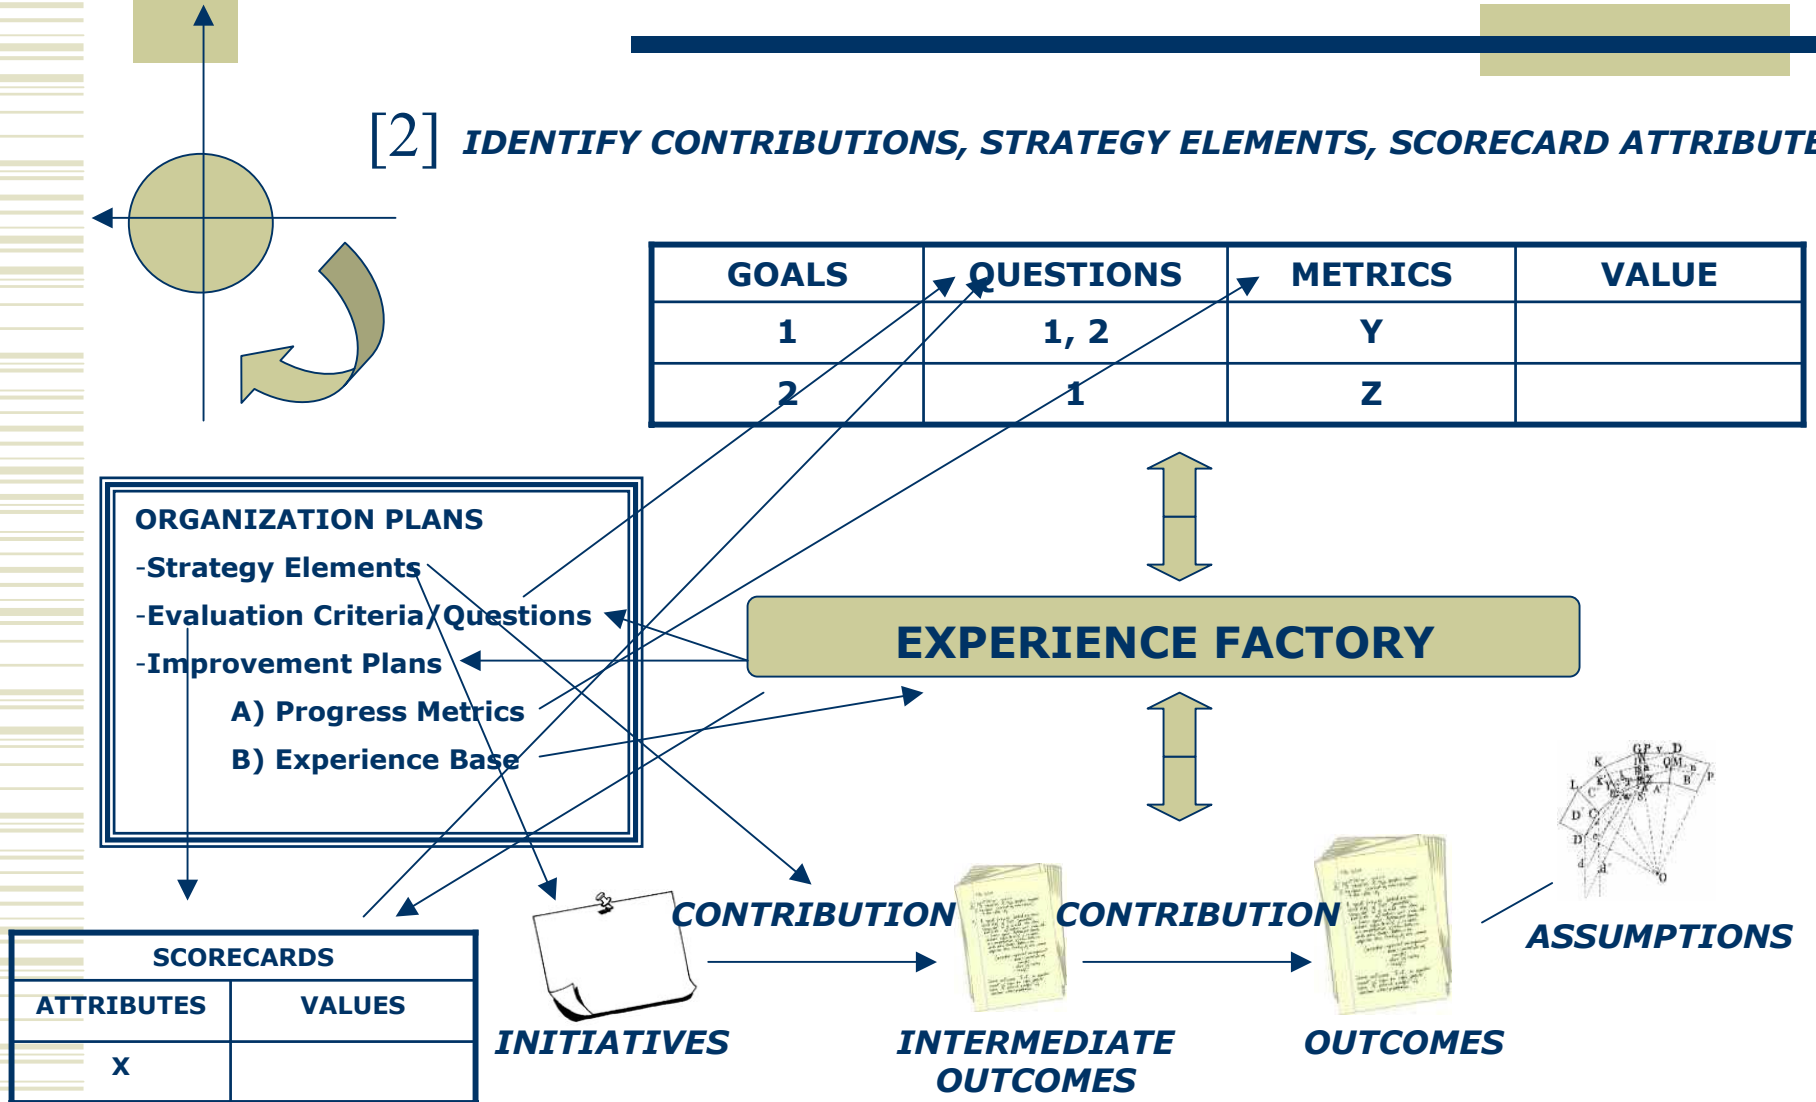 [2] IDENTIFY CONTRIBUTIONS, STRATEGY ELEMENTS, SCORECARD ATTRIBUTE
GOALS QUESTIONS METRICS VALUE
1 1, 2 Y
2 1 Z
ORGANIZATION PLANS
-Strategy Elements
-Evaluation Criteria/Questions
-Improvement Plans
A) Progress Metrics
B) Experience Base
EXPERIENCE FACTORY
CONTRIBUTION CONTRIBUTION
ASSUMPTIONS
SCORECARDS
ATTRIBUTES VALUES
X
INITIATIVES
INTERMEDIATE
OUTCOMES
OUTCOMES